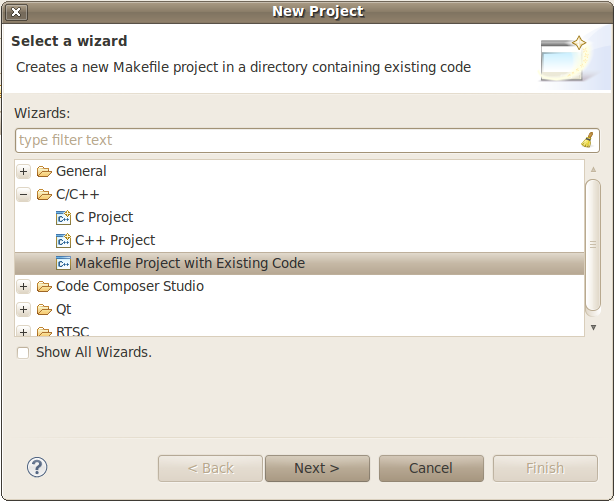 New Project
Select a wizard
Creates a new Makefile project in a directory containing existing code
Wizards:
type filter text
General
C/C++
C Project
C++ Project
Makefile Project with Existing Code
Code Composer Studio
Qt
RTSC
Show All Wizards.
? < Back Next > Cancel Finish